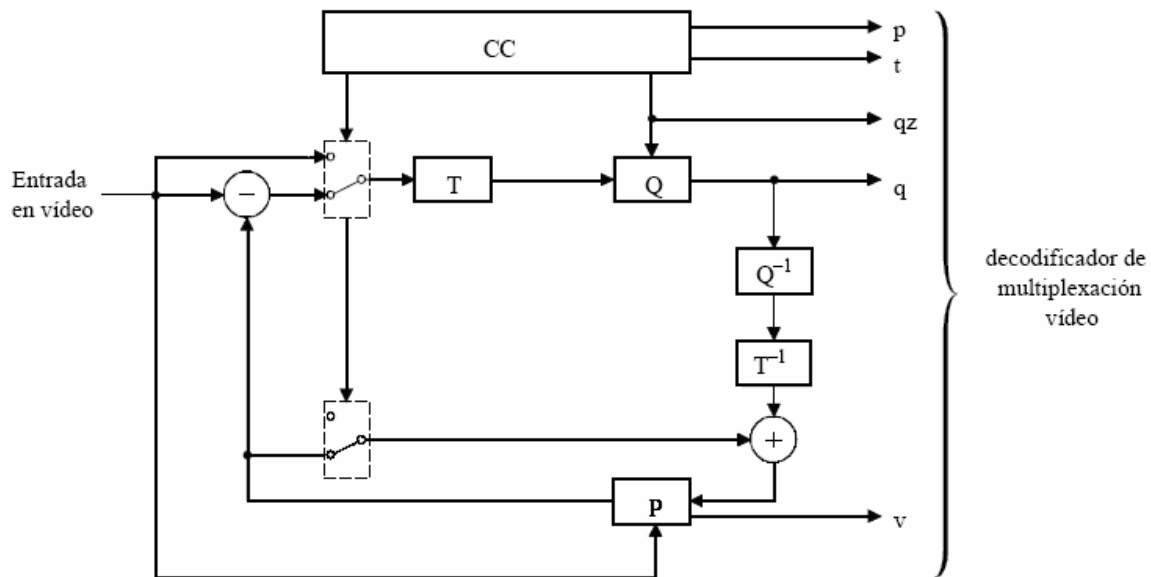 CC
p
t
qz
Entrada
en vídeo
−
T
Q
q
Q⁻¹
decodificador de
multiplexación
vídeo
T⁻¹
+
p
v